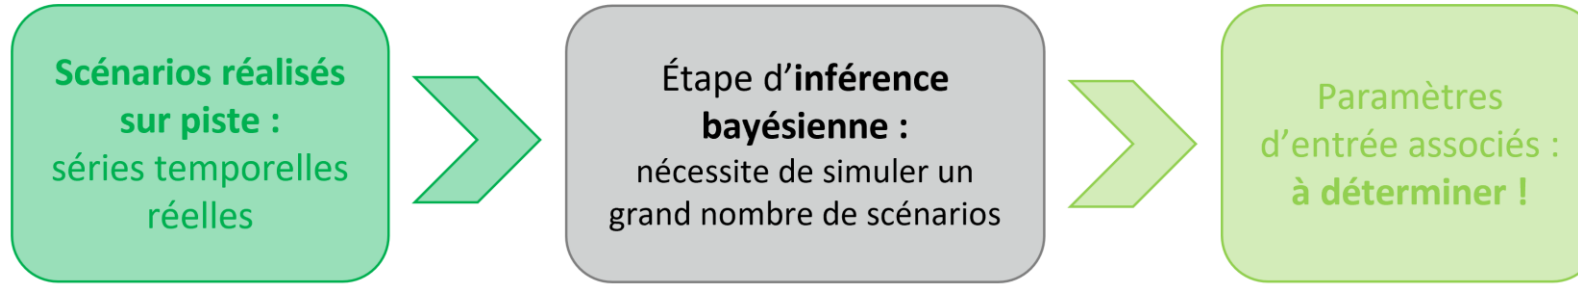 Scénarios réalisés
sur piste :
séries temporelles
réelles
Étape d’inférence
bayésienne :
nécessite de simuler un
grand nombre de scénarios
Paramètres
d’entrée associés :
à déterminer !